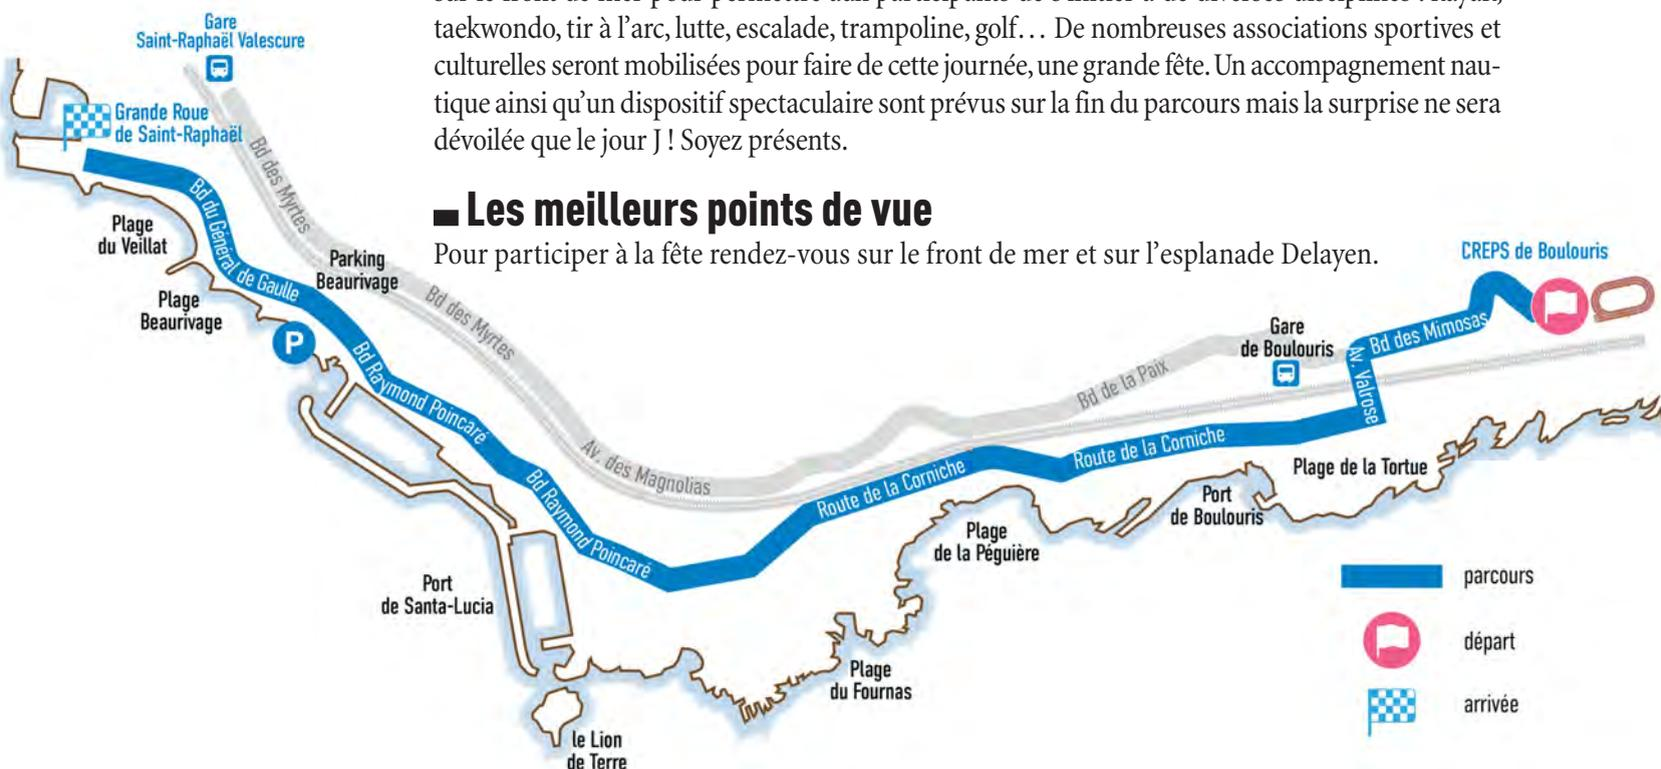 taekwondo, tir à l'arc, lutte, escalade, trampoline, golf… De nombreuses associations sportives et
culturelles seront mobilisées pour faire de cette journée, une grande fête. Un accompagnement nau-
tique ainsi qu'un dispositif spectaculaire sont prévus sur la fin du parcours mais la surprise ne sera
dévoilée que le jour J ! Soyez présents.
Les meilleurs points de vue
Pour participer à la fête rendez-vous sur le front de mer et sur l'esplanade Delayen.
Gare
Saint-Raphaël Valescure
Grande Roue
de Saint-Raphaël
Bd des Myrtes
Bd du Général de Gaulle
Plage
du Veillat
Parking
Beaurivage
Plage
Beaurivage
P
Bd des Myrtes
Bd Raymond Poincaré
Av. des Magnolias
Bd Raymond Poincaré
Port
de Santa-Lucia
le Lion
de Terre
Plage
du Fournas
Route de la Corniche
Plage
de la Péguière
Route de la Corniche
Port
de Boulouris
Plage de la Tortue
Bd de la Paix
Gare
de Boulouris
Av. Valrose
Bd des Mimosas
CREPS de Boulouris
parcours
départ
arrivée